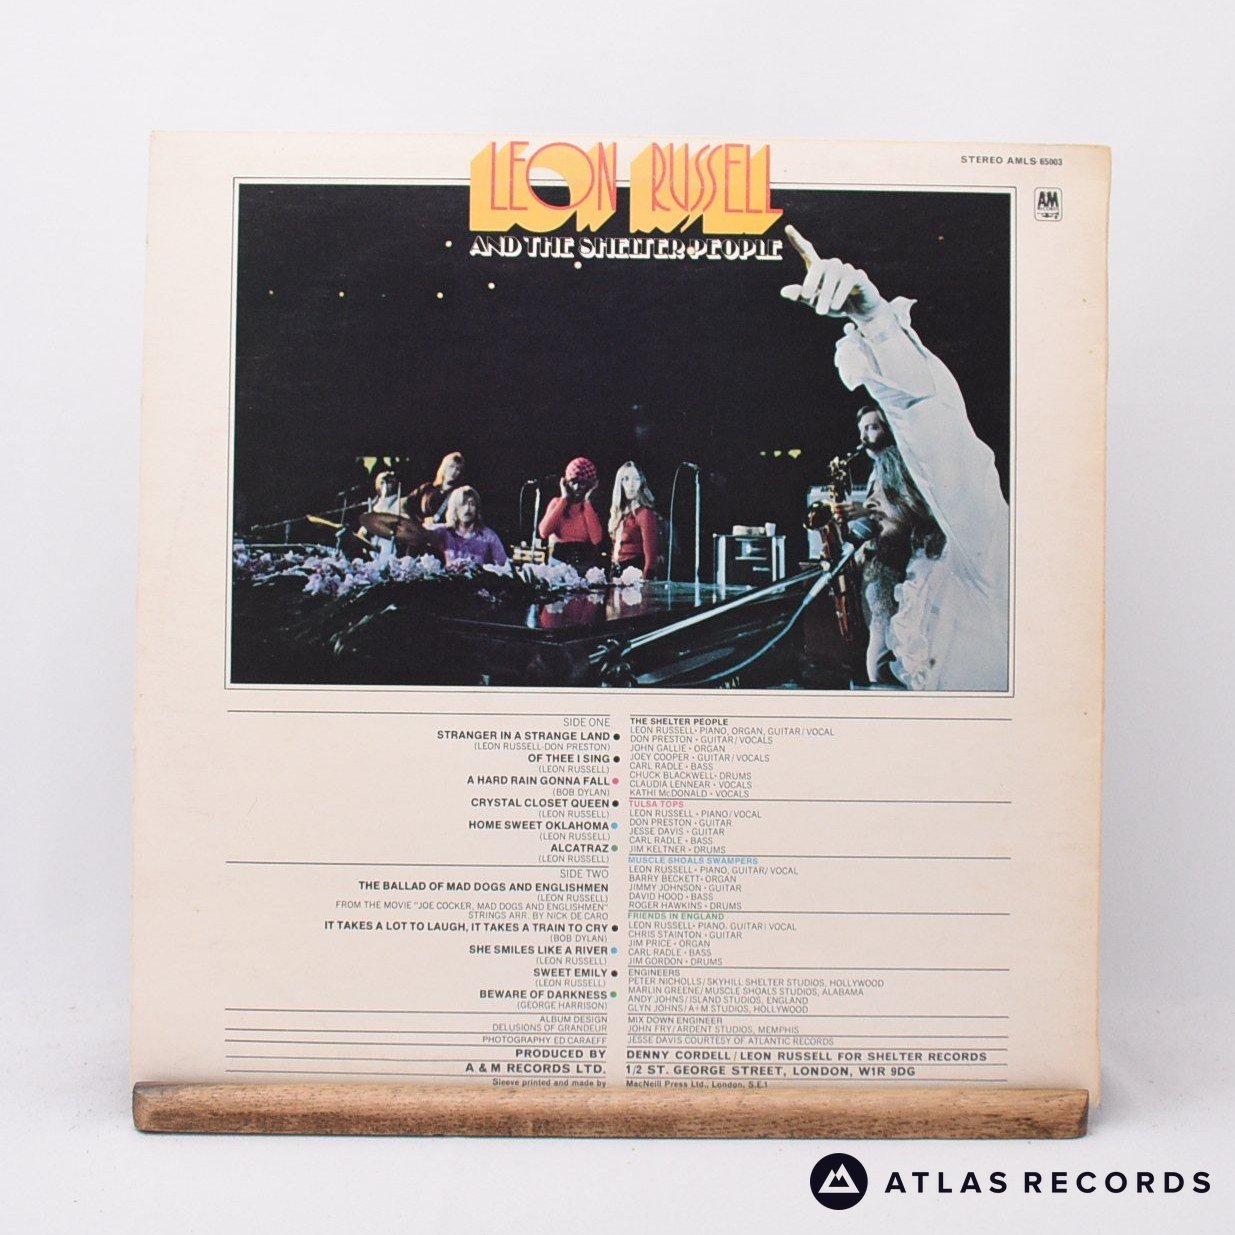 LEON RUSSELL
AND THE SHELTER PEOPLE
STEREO AMLS 65003
A&M
RECORDS
SIDE ONE
STRANGER IN A STRANGE LAND ●
(LEON RUSSELL-DON PRESTON)
OF THEE I SING ●
(LEON RUSSELL)
A HARD RAIN GONNA FALL ●
(BOB DYLAN)
CRYSTAL CLOSET QUEEN ●
(LEON RUSSELL)
HOME SWEET OKLAHOMA ●
(LEON RUSSELL)
ALCATRAZ ●
(LEON RUSSELL)
SIDE TWO
THE BALLAD OF MAD DOGS AND ENGLISHMEN
(LEON RUSSELL)
FROM THE MOVIE "JOE COCKER, MAD DOGS AND ENGLISHMEN"
STRINGS ARR. BY NICK DE CARO
IT TAKES A LOT TO LAUGH, IT TAKES A TRAIN TO CRY ●
(BOB DYLAN)
SHE SMILES LIKE A RIVER ●
(LEON RUSSELL)
SWEET EMILY ●
(LEON RUSSELL)
BEWARE OF DARKNESS ●
(GEORGE HARRISON)
ALBUM DESIGN
DELUSIONS OF GRANDEUR
PHOTOGRAPHY ED CARAEFF
PRODUCED BY
A & M RECORDS LTD.
Sleeve printed and made by
THE SHELTER PEOPLE
LEON RUSSELL • PIANO, ORGAN, GUITAR/VOCAL
DON PRESTON • GUITAR/VOCALS
JOHN GALLIE • ORGAN
JOEY COOPER • GUITAR/VOCALS
CARL RADLE • BASS
CHUCK BLACKWELL • DRUMS
CLAUDIA LENNEAR • VOCALS
KATHI McDONALD • VOCALS
TULSA TOPS
LEON RUSSELL • PIANO/VOCAL
DON PRESTON • GUITAR
JESSE DAVIS • GUITAR
CARL RADLE • BASS
JIM KELTNER • DRUMS
MUSCLE SHOALS SWAMPERS
LEON RUSSELL • PIANO, GUITAR/VOCAL
BARRY BECKETT • ORGAN
JIMMY JOHNSON • GUITAR
DAVID HOOD • BASS
ROGER HAWKINS • DRUMS
FRIENDS IN ENGLAND
LEON RUSSELL • PIANO, GUITAR/VOCAL
CHRIS STAINTON • GUITAR
JIM PRICE • ORGAN
CARL RADLE • BASS
JIM GORDON • DRUMS
ENGINEERS
PETER NICHOLLS/SKYHILL SHELTER STUDIOS, HOLLYWOOD
MARLIN GREENE/MUSCLE SHOALS STUDIOS, ALABAMA
ANDY JOHNS/ISLAND STUDIOS, ENGLAND
GLYN JOHNS/A+M STUDIOS, HOLLYWOOD
MIX DOWN ENGINEER
JOHN FRY/ARDENT STUDIOS, MEMPHIS
JESSE DAVIS COURTESY OF ATLANTIC RECORDS
DENNY CORDELL/LEON RUSSELL FOR SHELTER RECORDS
1/2 ST. GEORGE STREET, LONDON, W1R 9DG
MacNeill Press Ltd., London, S.E.1
ATLAS RECORDS